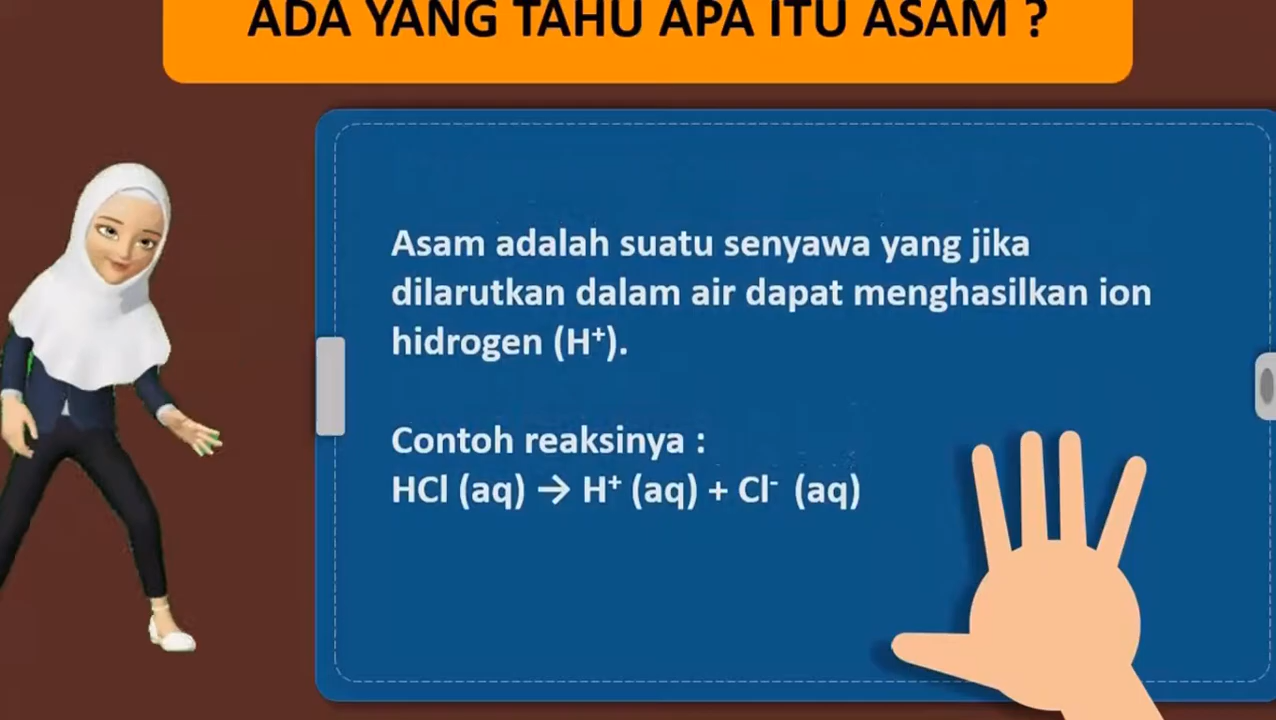 ADA YANG TAHU APA ITU ASAM ?
Asam adalah suatu senyawa yang jika
dilarutkan dalam air dapat menghasilkan ion
hidrogen (H⁺).
Contoh reaksinya :
HCl (aq) → H⁺ (aq) + Cl⁻ (aq)